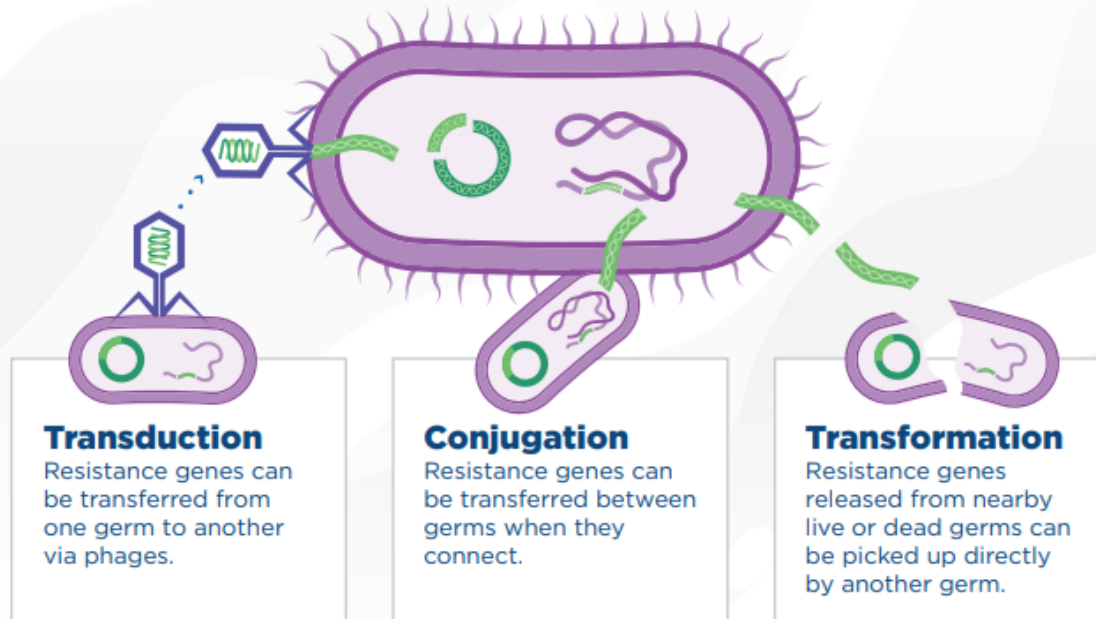 Transduction
Resistance genes can
be transferred from
one germ to another
via phages.
Conjugation
Resistance genes can
be transferred between
germs when they
connect.
Transformation
Resistance genes
released from nearby
live or dead germs can
be picked up directly
by another germ.